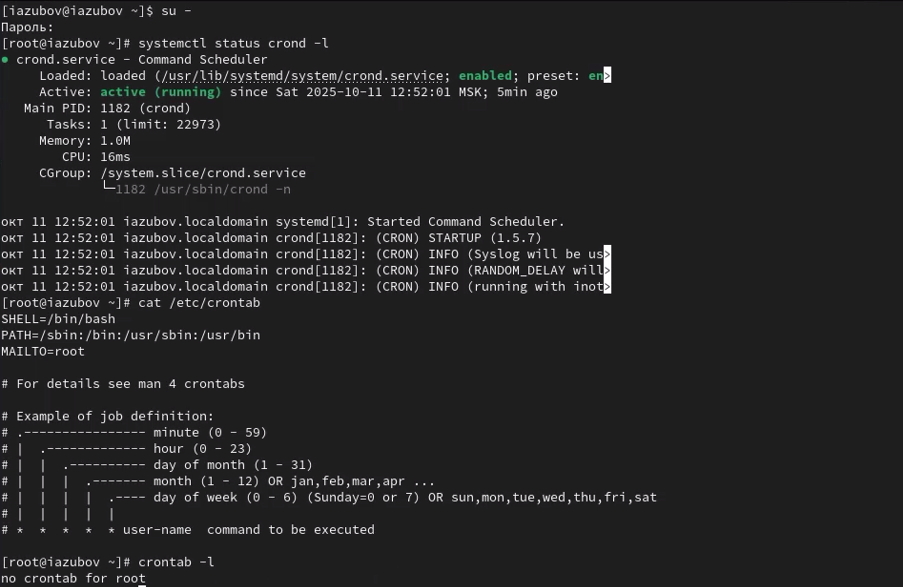 [iazubov@iazubov ~]$ su -
Пароль:
[root@iazubov ~]# systemctl status crond -l
● crond.service - Command Scheduler
     Loaded: loaded (/usr/lib/systemd/system/crond.service; enabled; preset: en>
     Active: active (running) since Sat 2025-10-11 12:52:01 MSK; 5min ago
   Main PID: 1182 (crond)
      Tasks: 1 (limit: 22973)
     Memory: 1.0M
        CPU: 16ms
     CGroup: /system.slice/crond.service
             └─1182 /usr/sbin/crond -n
окт 11 12:52:01 iazubov.localdomain systemd[1]: Started Command Scheduler.
окт 11 12:52:01 iazubov.localdomain crond[1182]: (CRON) STARTUP (1.5.7)
окт 11 12:52:01 iazubov.localdomain crond[1182]: (CRON) INFO (Syslog will be us>
окт 11 12:52:01 iazubov.localdomain crond[1182]: (CRON) INFO (RANDOM_DELAY will>
окт 11 12:52:01 iazubov.localdomain crond[1182]: (CRON) INFO (running with inot>
[root@iazubov ~]# cat /etc/crontab
SHELL=/bin/bash
PATH=/sbin:/bin:/usr/sbin:/usr/bin
MAILTO=root
# For details see man 4 crontabs
# Example of job definition:
# .---------------- minute (0 - 59)
# |  .------------- hour (0 - 23)
# |  |  .---------- day of month (1 - 31)
# |  |  |  .------- month (1 - 12) OR jan,feb,mar,apr ...
# |  |  |  |  .---- day of week (0 - 6) (Sunday=0 or 7) OR sun,mon,tue,wed,thu,fri,sat
# |  |  |  |  |
# *  *  *  *  * user-name  command to be executed
[root@iazubov ~]# crontab -l
no crontab for root